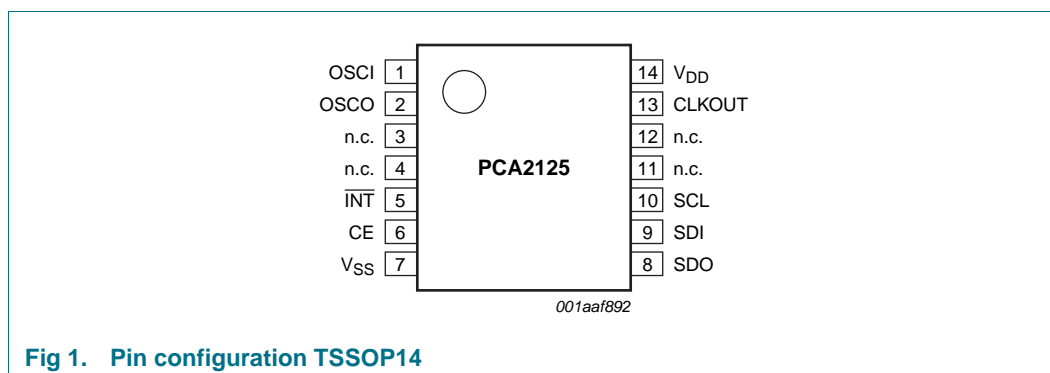 OSCI 1 14 VDD
OSCO 2 13 CLKOUT
n.c. 3 12 n.c.
n.c. 4 PCA2125 11 n.c.
INT 5 10 SCL
CE 6 9 SDI
VSS 7 8 SDO
001aaf892
Fig 1. Pin configuration TSSOP14